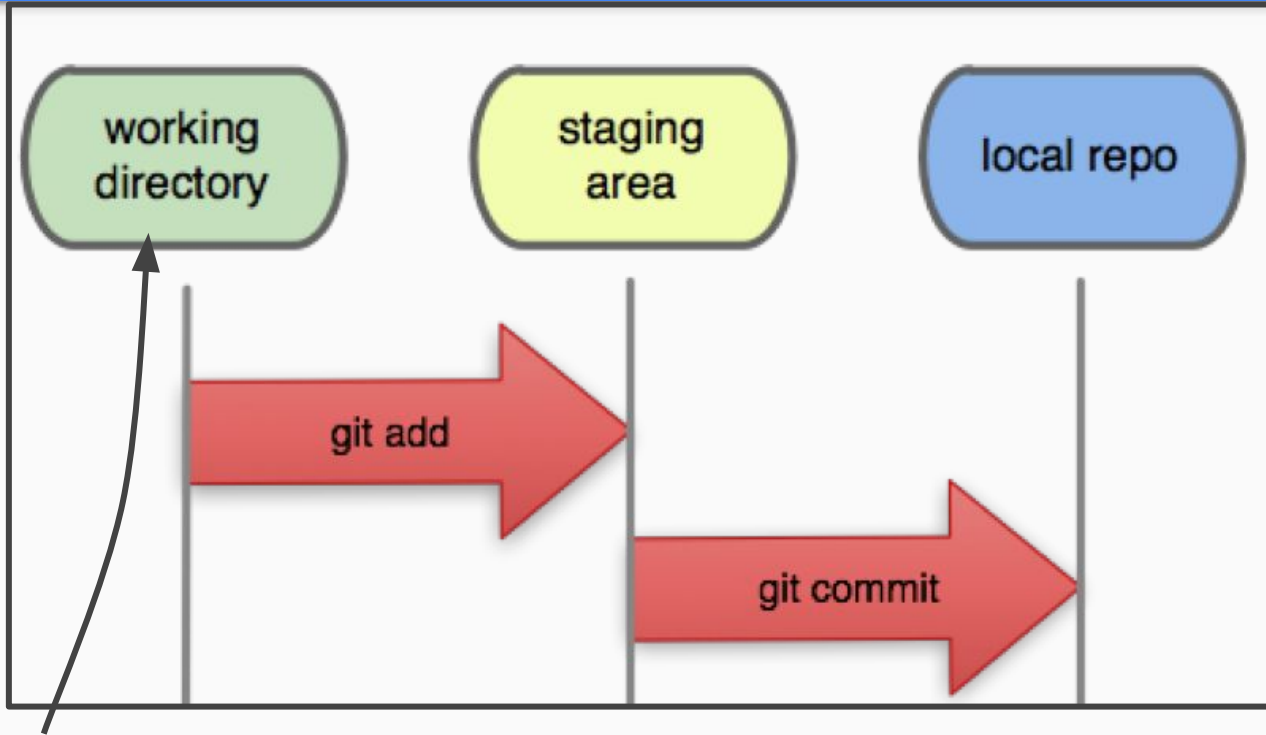 working
directory
staging
area
local repo
git add
git commit